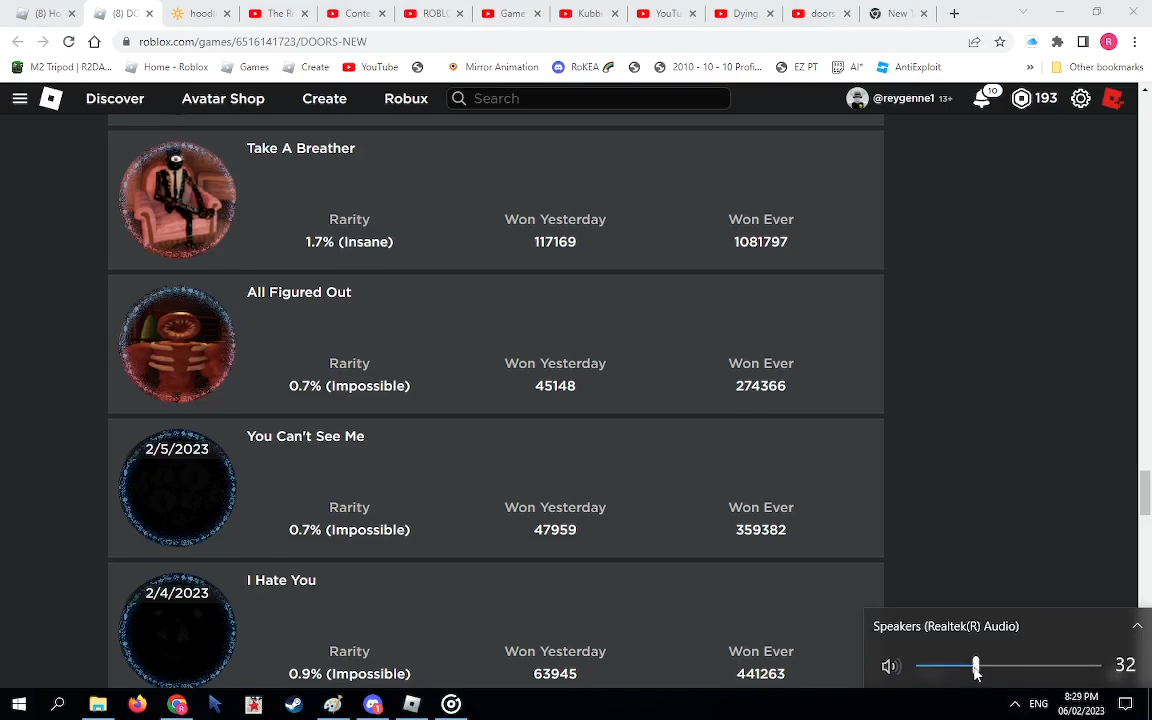 (8) Ho
(8) DO
hoodl
The R
Conte
ROBLO
Game
Kubbi
YouTu
Dying
doors
New T
roblox.com/games/6516141723/DOORS-NEW
M2 Tripod | R2DA...
Home - Roblox
Games
Create
YouTube
Mirror Animation
RoKEA
2010 - 10 - 10 Profi...
EZ PT
AI*
AntiExploit
»
Other bookmarks
Discover
Avatar Shop
Create
Robux
Search
@reygenne1 13+
10
193
Take A Breather
Rarity Won Yesterday Won Ever
1.7% (Insane) 117169 1081797
All Figured Out
Rarity Won Yesterday Won Ever
0.7% (Impossible) 45148 274366
2/5/2023
You Can't See Me
Rarity Won Yesterday Won Ever
0.7% (Impossible) 47959 359382
2/4/2023
I Hate You
Rarity Won Yesterday Won Ever
0.9% (Impossible) 63945 441263
Speakers (Realtek(R) Audio)
32
ENG
8:29 PM
06/02/2023